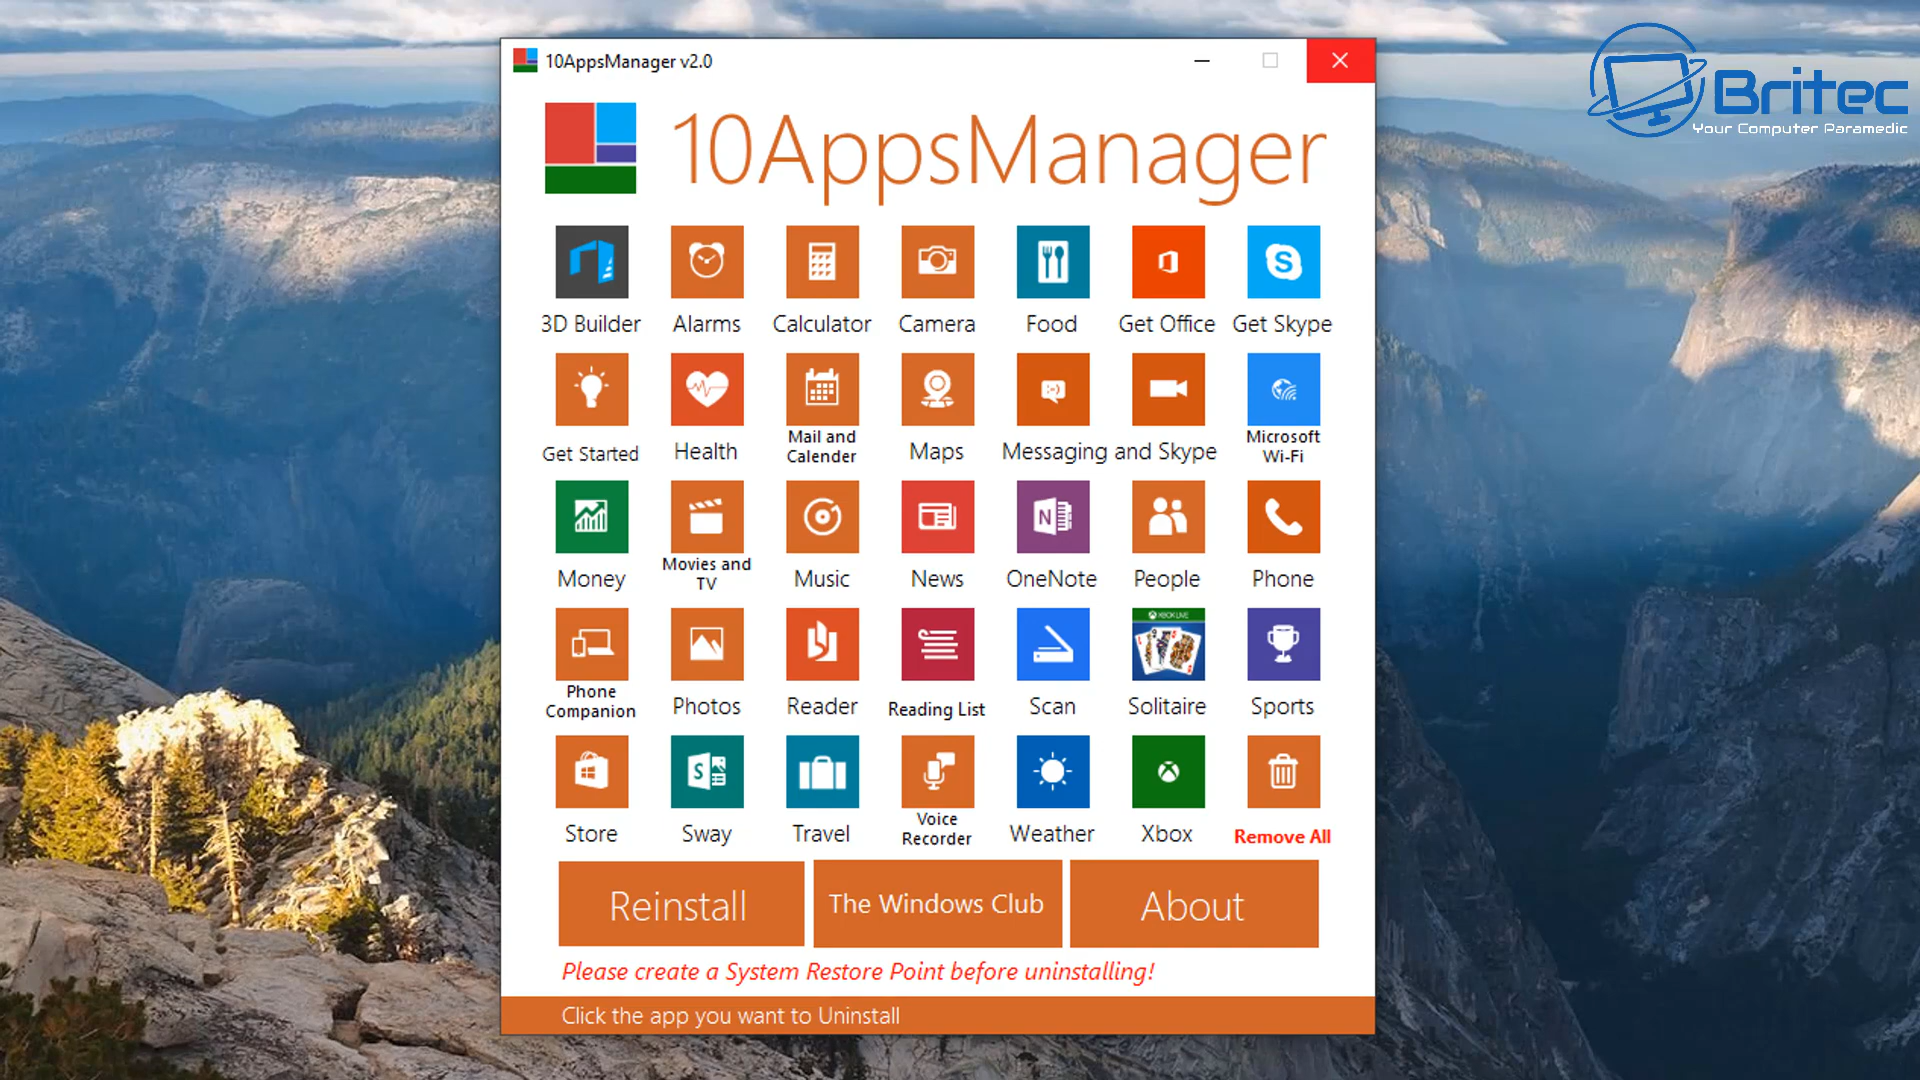 10AppsManager v2.0
Britec
Your Computer Paramedic
10AppsManager
3D Builder
Alarms
Calculator
Camera
Food
Get Office
Get Skype
Get Started
Health
Mail and
Calender
Maps
Messaging and Skype
Microsoft
Wi-Fi
Money
Movies and
TV
Music
News
OneNote
People
Phone
XBOX LIVE
Phone
Companion
Photos
Reader
Reading List
Scan
Solitaire
Sports
Store
Sway
Travel
Voice
Recorder
Weather
Xbox
Remove All
Reinstall
The Windows Club
About
Please create a System Restore Point before uninstalling!
Click the app you want to Uninstall